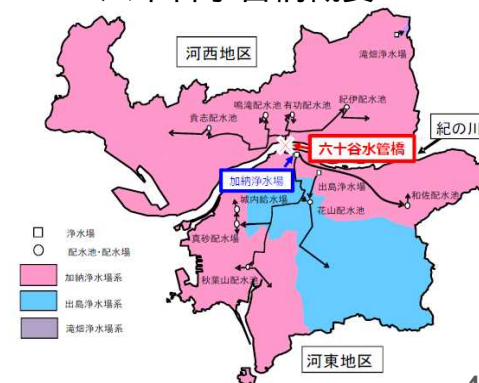 河西地区
滝畑浄水場
鳴滝配水池
有功配水池
紀伊配水池
貴志配水池
紀の川
六十谷水管橋
加納浄水場
出島浄水場
和佐配水池
城内給水場
花山配水池
真砂配水場
秋葉山配水池
浄水場
配水池・配水場
加納浄水場系
出島浄水場系
滝畑浄水場系
河東地区